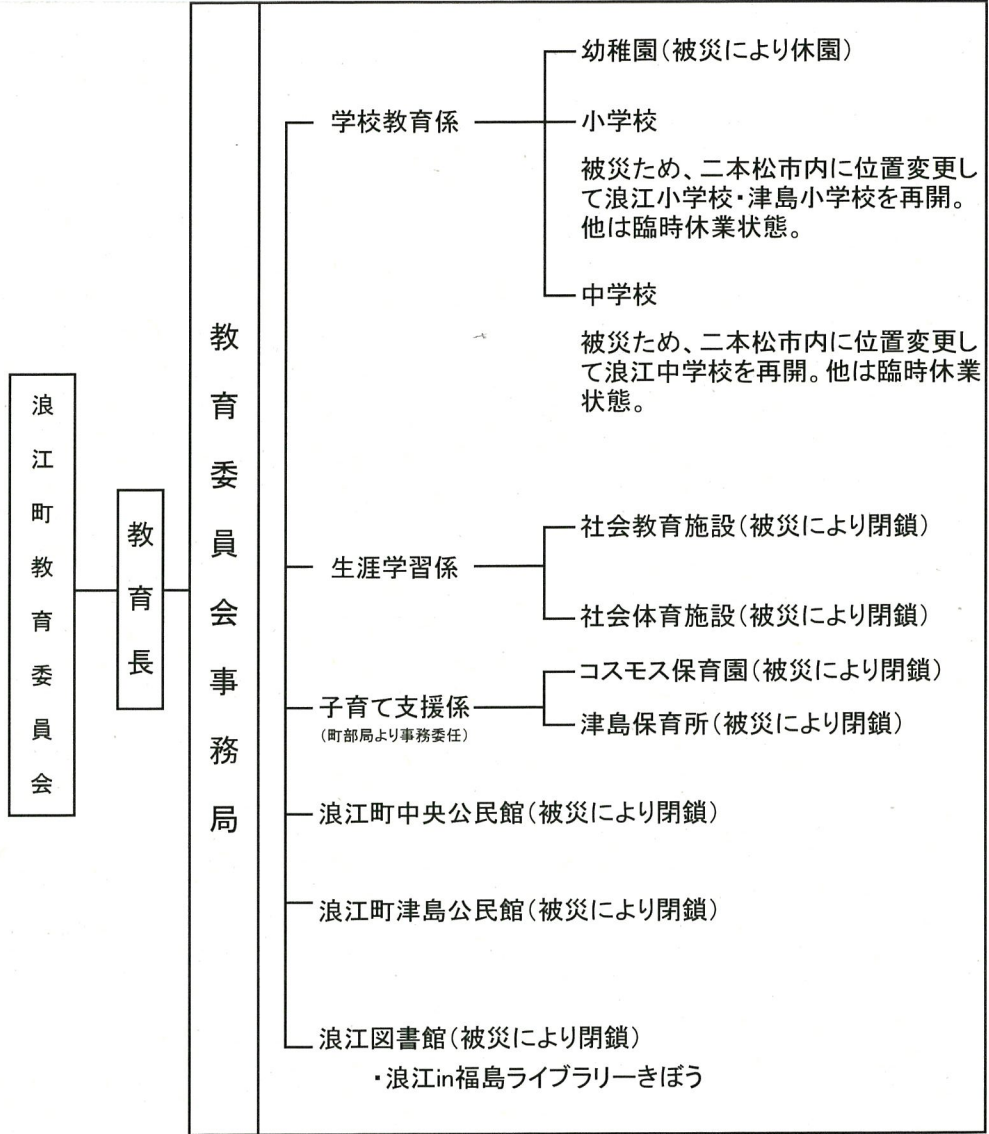 浪江町教育委員会
教育長
教育委員会事務局
学校教育係
幼稚園(被災により休園)
小学校
被災ため、二本松市内に位置変更し
て浪江小学校・津島小学校を再開。
他は臨時休業状態。
中学校
被災ため、二本松市内に位置変更し
て浪江中学校を再開。他は臨時休業
状態。
生涯学習係
社会教育施設(被災により閉鎖)
社会体育施設(被災により閉鎖)
子育て支援係
(町部局より事務委任)
コスモス保育園(被災により閉鎖)
津島保育所(被災により閉鎖)
浪江町中央公民館(被災により閉鎖)
浪江町津島公民館(被災により閉鎖)
浪江図書館(被災により閉鎖)
・浪江in福島ライブラリーきぼう